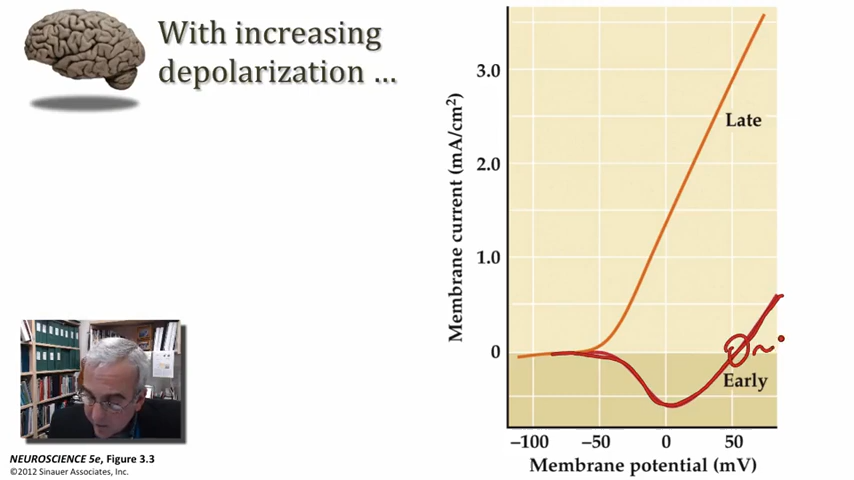 With increasing
depolarization ...
Membrane current (mA/cm²)
3.0
2.0
1.0
0
Late
Early
−100
−50
0
50
Membrane potential (mV)
NEUROSCIENCE 5e, Figure 3.3
©2012 Sinauer Associates, Inc.